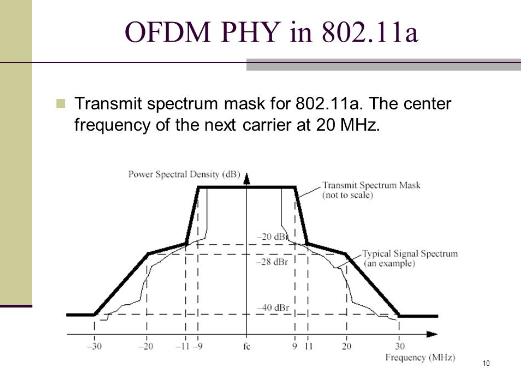 OFDM PHY in 802.11a
Transmit spectrum mask for 802.11a. The center
frequency of the next carrier at 20 MHz.
Power Spectral Density (dB)
Transmit Spectrum Mask
(not to scale)
–20 dBr
Typical Signal Spectrum
(an example)
–28 dBr
–40 dBr
–30 –20 –11 –9 fc 9 11 20 30
Frequency (MHz)
10